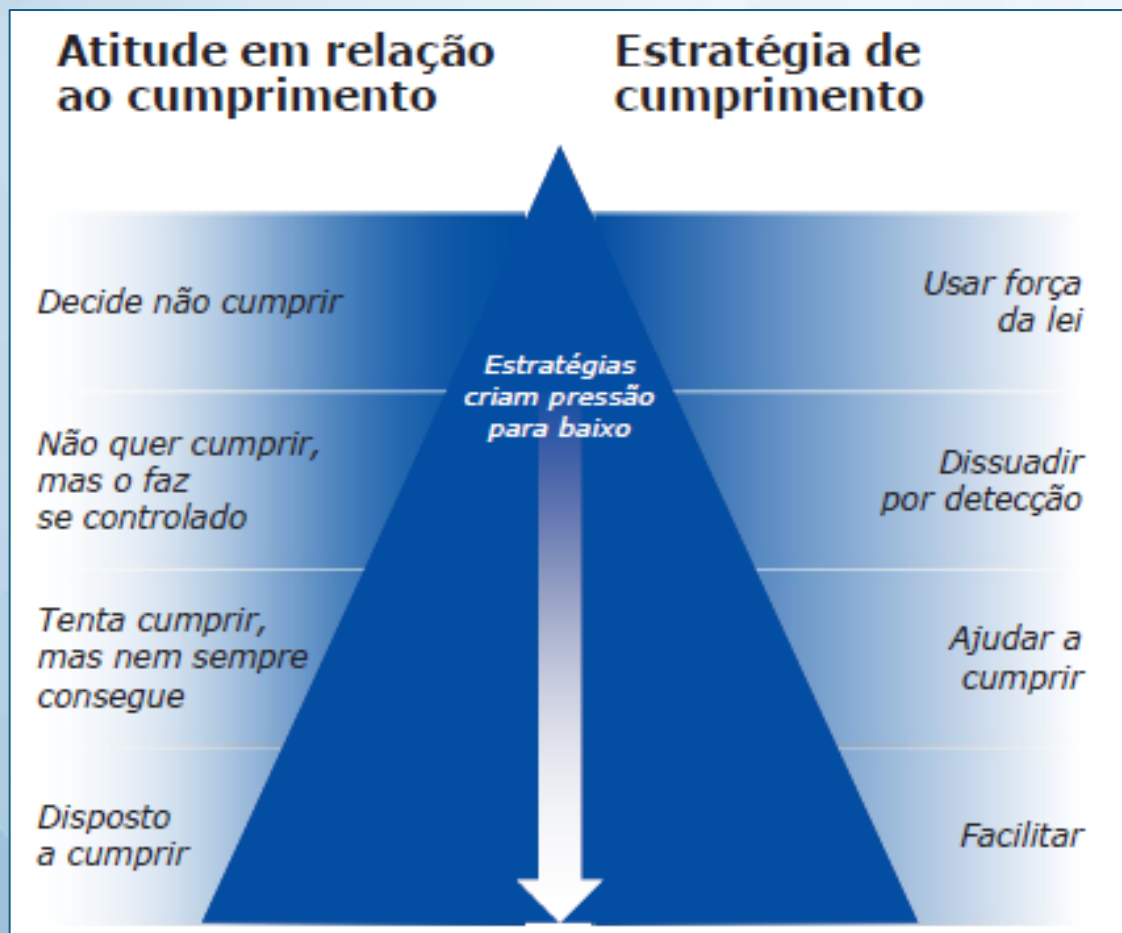 Atitude em relação
ao cumprimento
Estratégia de
cumprimento
Decide não cumprir
Usar força
da lei
Estratégias
criam pressão
para baixo
Não quer cumprir,
mas o faz
se controlado
Dissuadir
por detecção
Tenta cumprir,
mas nem sempre
consegue
Ajudar a
cumprir
Disposto
a cumprir
Facilitar